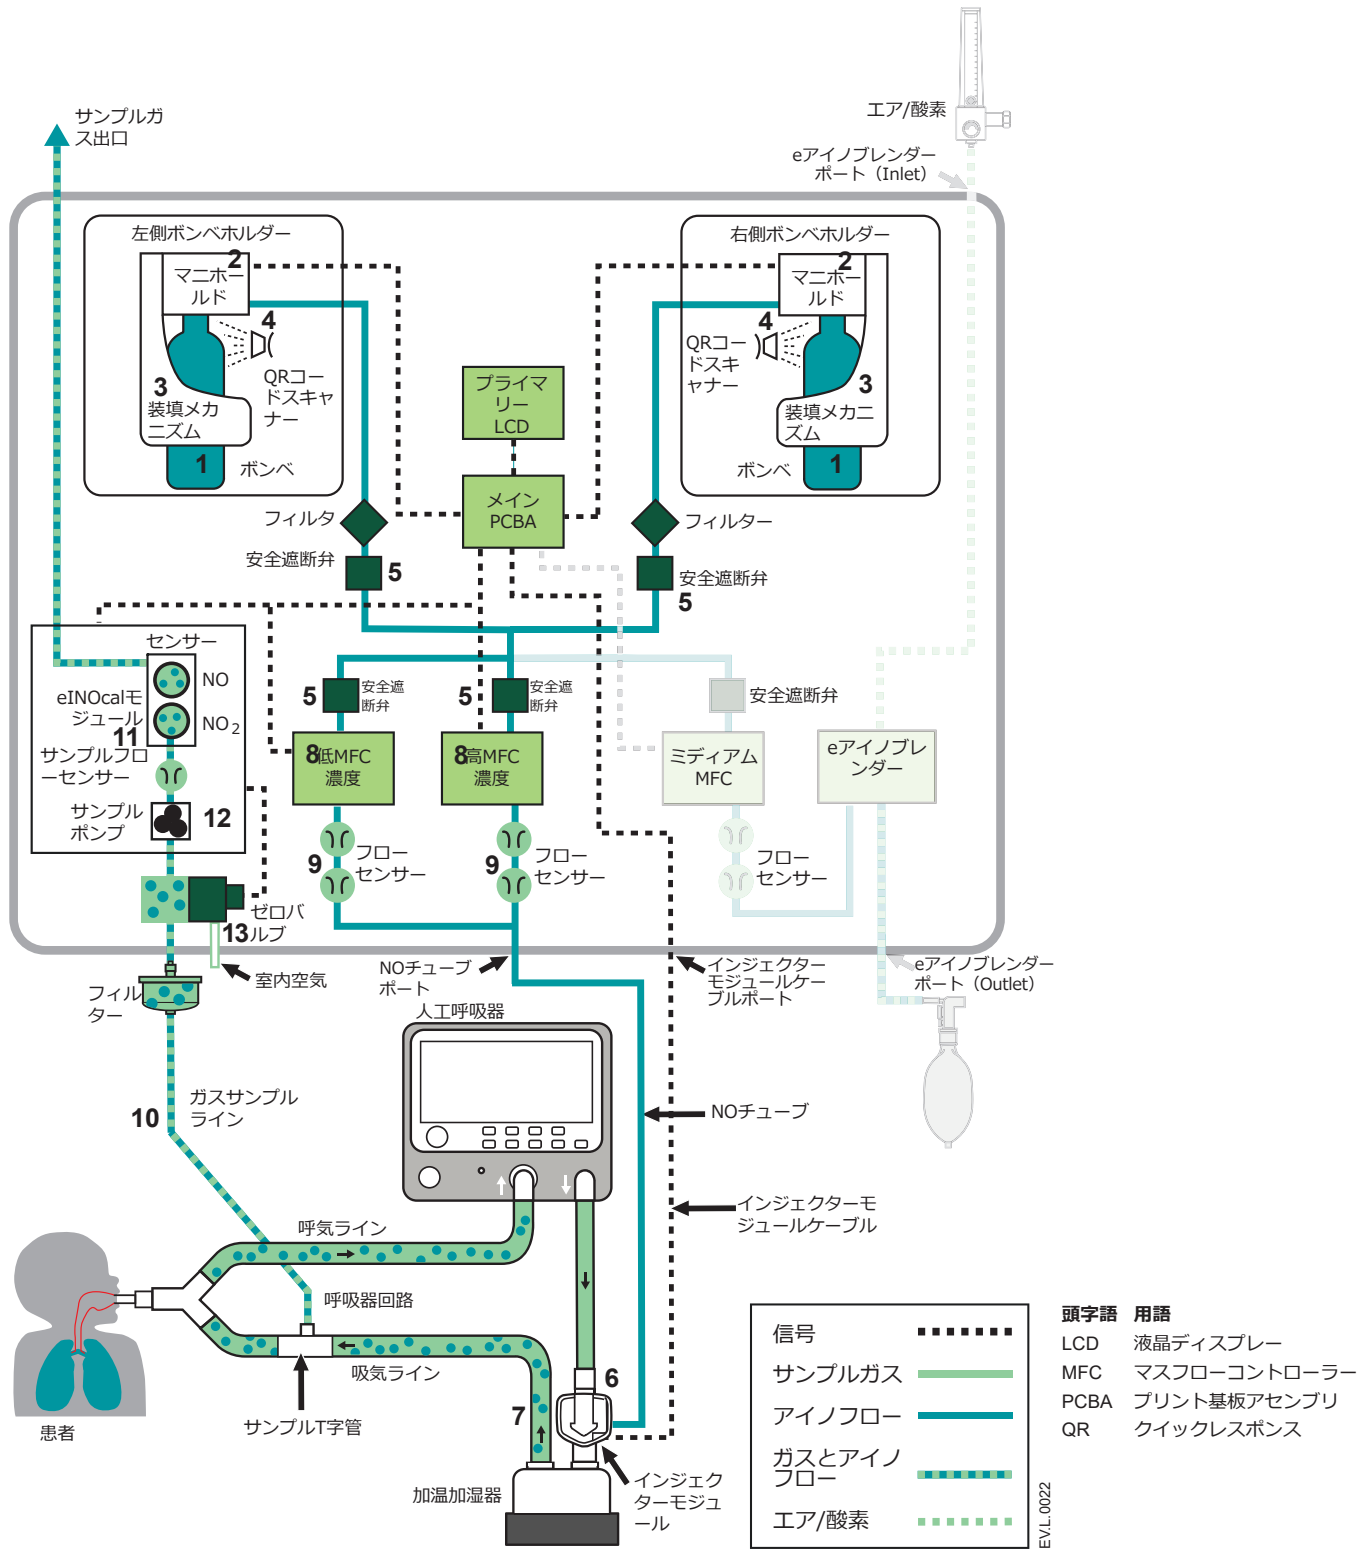 サンプルガ
ス出口
エア/酸素
eアイノブレンダー
ポート（Inlet）
左側ボンベホルダー
2
マニホー
ルド
4
QRコー
ドスキャ
ナー
3
装填メカ
ニズム
1
ボンベ
右側ボンベホルダー
2
マニホー
ルド
4
QRコー
ドスキ
ャナー
3
装填メカニ
ズム
1
ボンベ
プライマ
リー
LCD
メイン
PCBA
フィルタ
安全遮断弁
5
フィルター
安全遮断弁
5
センサー
NO
eINOcalモ
ジュール
11
NO2
サンプルフロ
ーセンサー
サンプル
ポンプ
12
5
安全遮
断弁
5
安全遮
断弁
安全遮断弁
8
低MFC
濃度
8
高MFC
濃度
ミディアム
MFC
eアイノブレ
ンダー
9
フロー
センサー
9
フロー
センサー
フロー
センサー
13
ゼロバ
ルブ
室内空気
フィル
ター
NOチューブ
ポート
インジェクター
モジュールケー
ブルポート
eアイノブレンダー
ポート（Outlet）
人工呼吸器
10
ガスサンプル
ライン
NOチューブ
インジェクターモ
ジュールケーブル
呼気ライン
呼吸器回路
吸気ライン
サンプルT字管
患者
6
7
加温加湿器
インジェク
ターモジュ
ール
信号
サンプルガス
アイノフロー
ガスとアイノ
フロー
エア/酸素
EV.L.0022
頭字語 用語
LCD 液晶ディスプレー
MFC マスフローコントローラー
PCBA プリント基板アセンブリ
QR クイックレスポンス